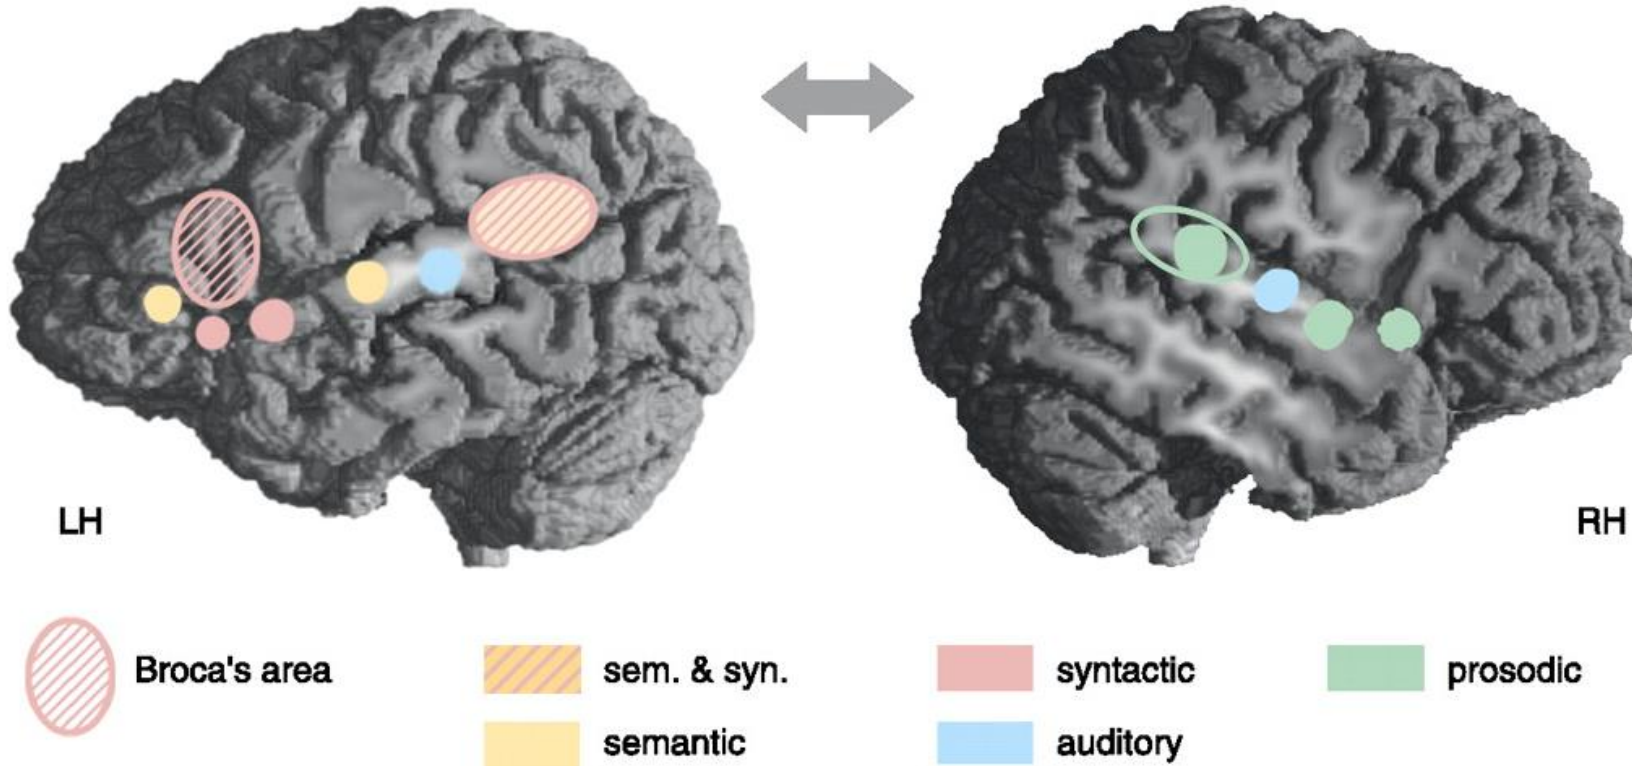 LH
RH
Broca's area
sem. & syn.
syntactic
prosodic
semantic
auditory